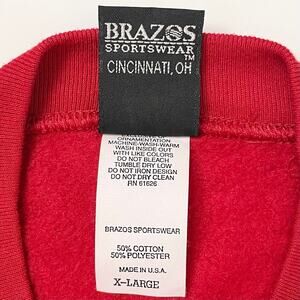 BRAZOS
SPORTSWEAR
TM
CINCINNATI, OH
ORNAMENTATION
MACHINE-WASH-WARM
WASH INSIDE OUT
WITH LIKE COLORS
DO NOT BLEACH
TUMBLE DRY LOW
DO NOT IRON DESIGN
DO NOT DRY CLEAN
RN 61626
BRAZOS SPORTSWEAR
50% COTTON
50% POLYESTER
MADE IN U.S.A.
X-LARGE